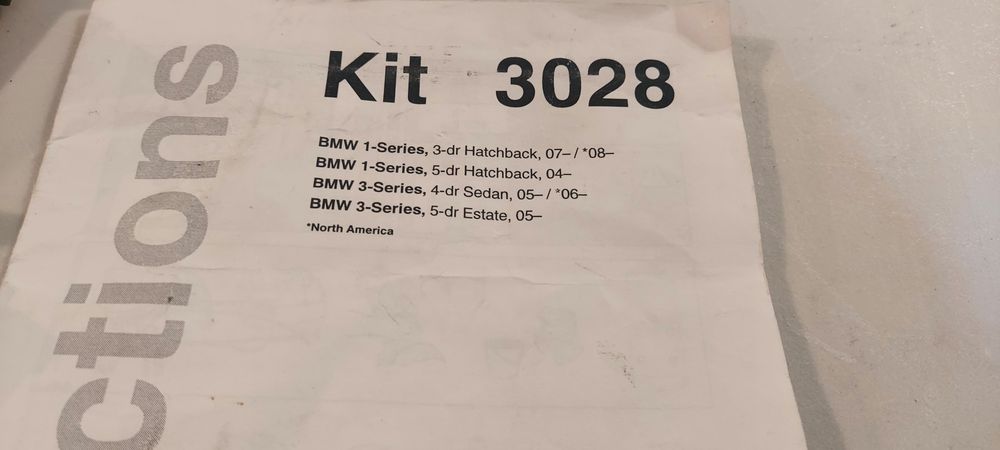 Kit 3028
BMW 1-Series, 3-dr Hatchback, 07– / *08–
BMW 1-Series, 5-dr Hatchback, 04–
BMW 3-Series, 4-dr Sedan, 05– / *06–
BMW 3-Series, 5-dr Estate, 05–
*North America
ctions